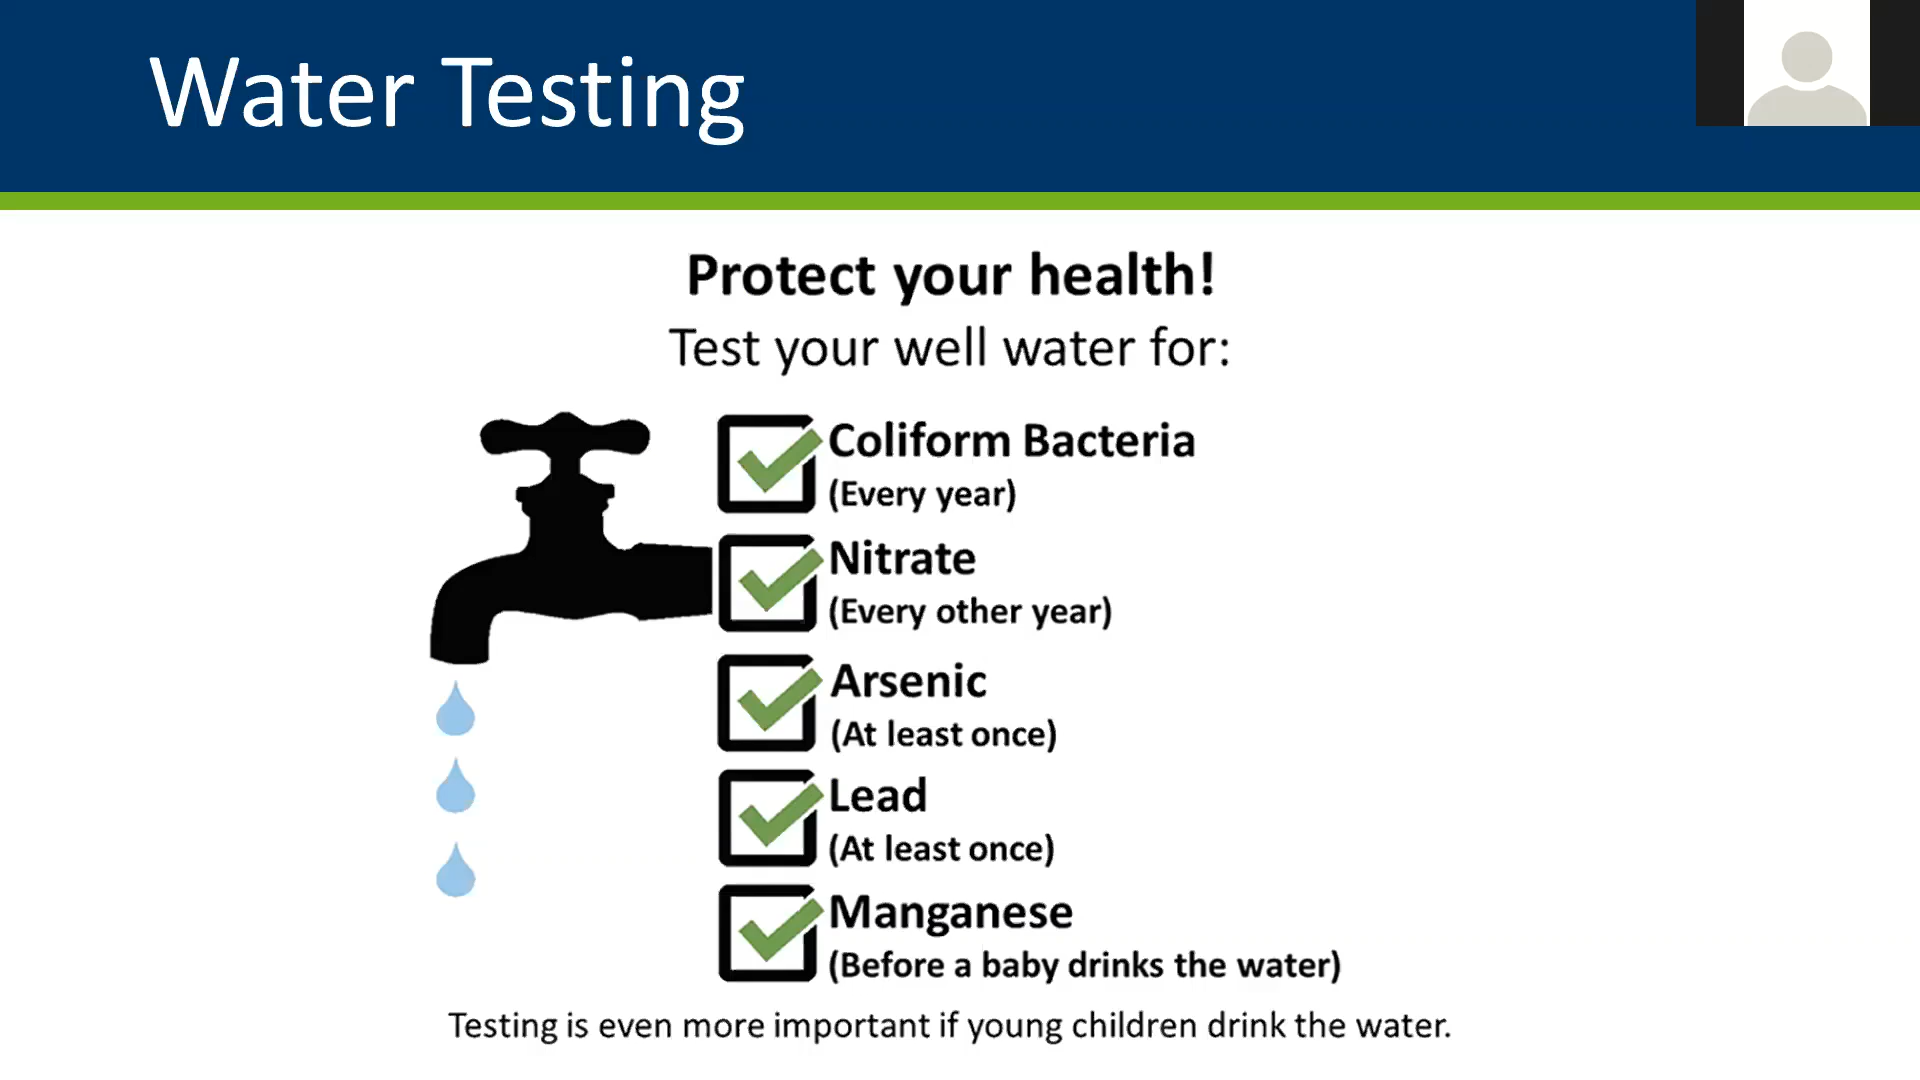 Water Testing
Protect your health!
Test your well water for:
Coliform Bacteria
(Every year)
Nitrate
(Every other year)
Arsenic
(At least once)
Lead
(At least once)
Manganese
(Before a baby drinks the water)
Testing is even more important if young children drink the water.